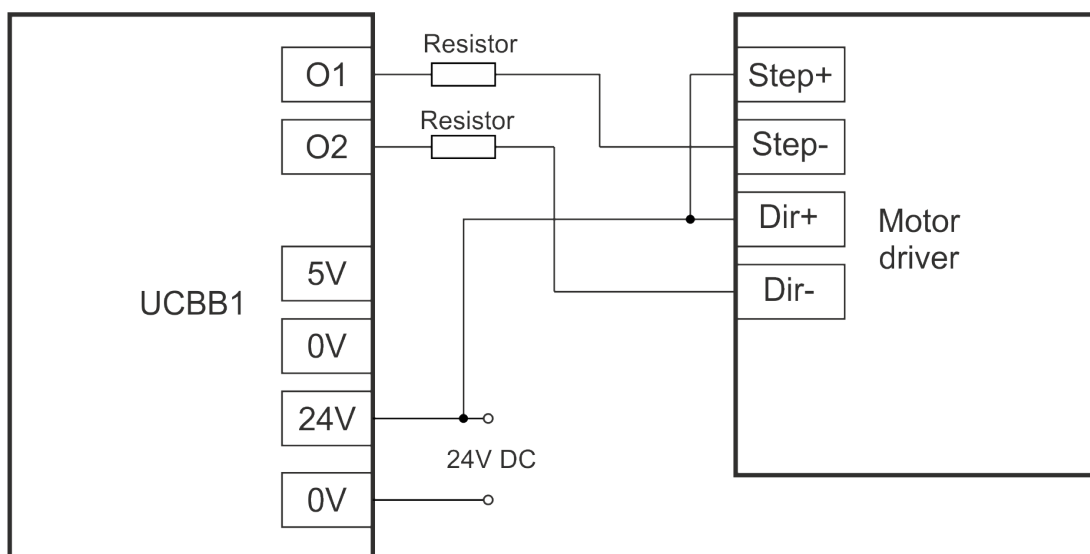 Resistor
O1
Step+
Resistor
O2
Step-
Dir+
Motor
driver
5V
Dir-
UCBB1
0V
24V
24V DC
0V